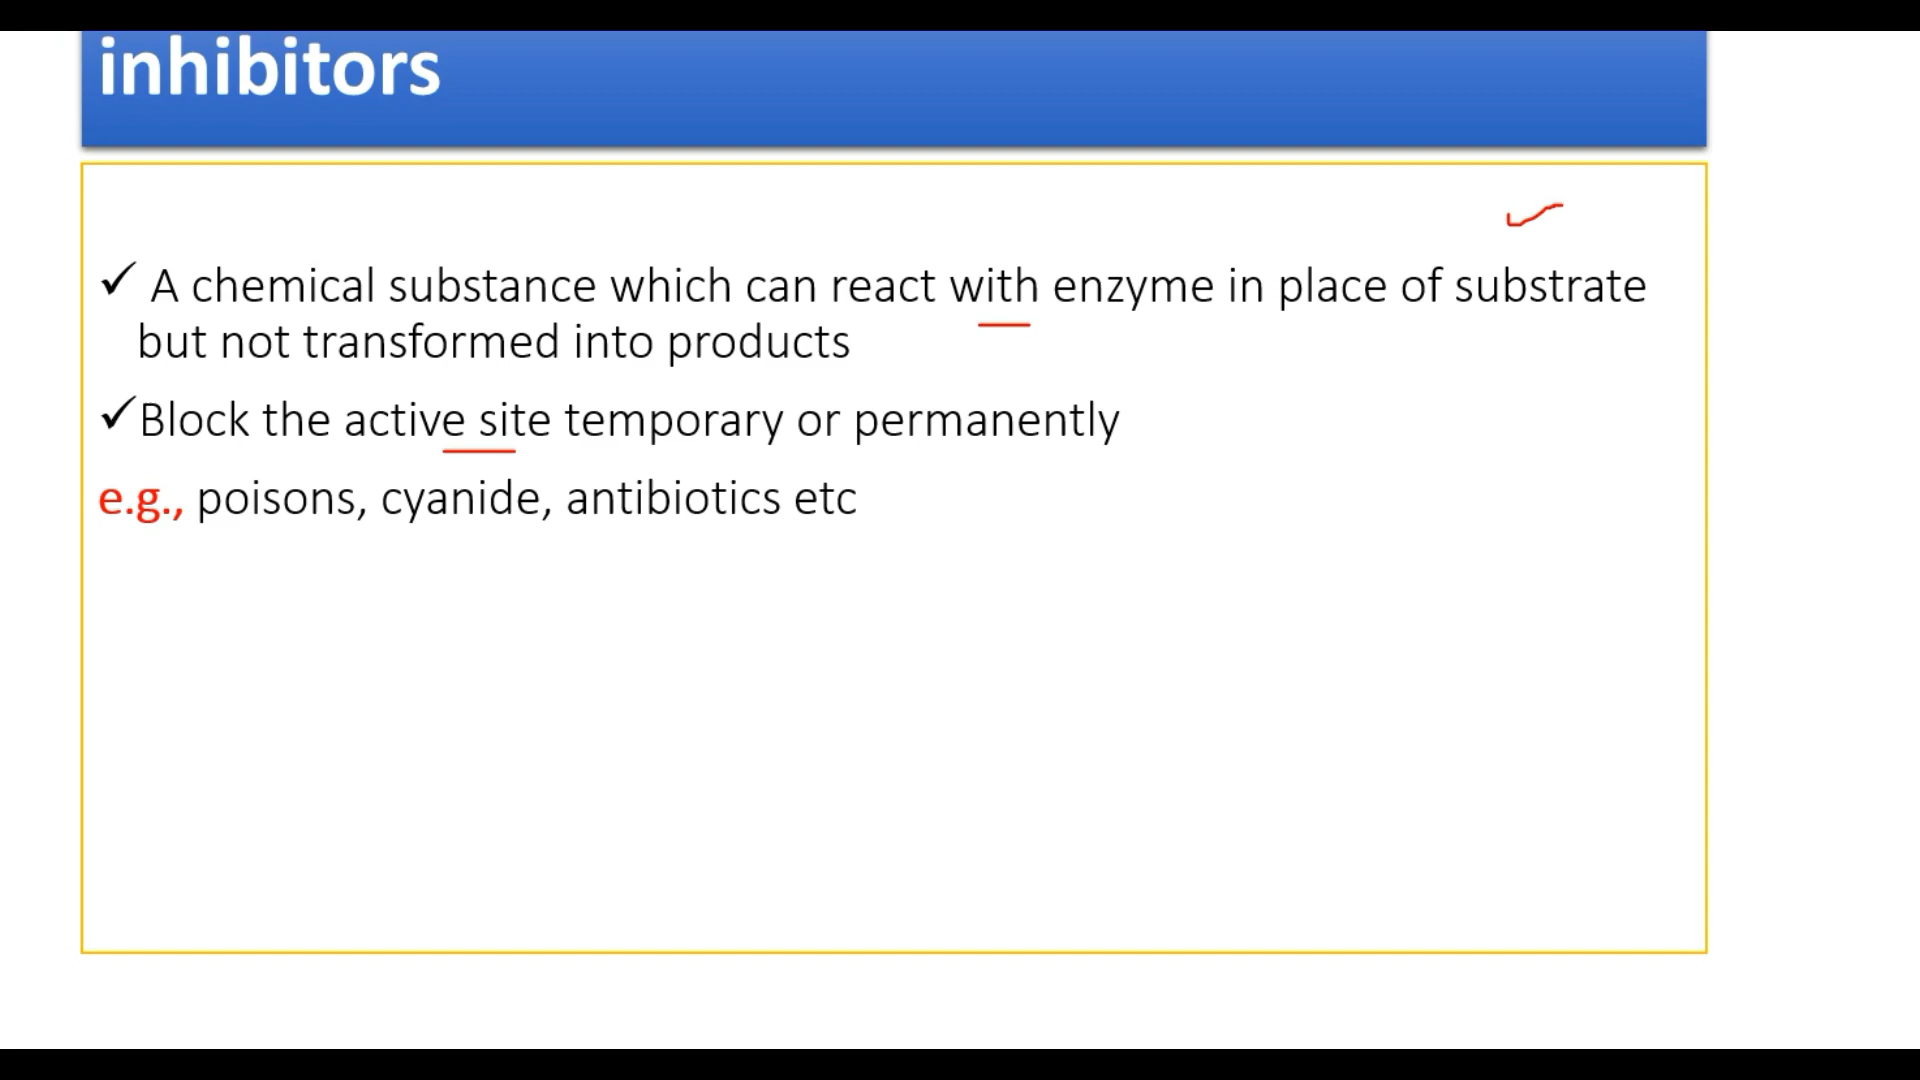 inhibitors
✓ A chemical substance which can react with enzyme in place of substrate
but not transformed into products
✓Block the active site temporary or permanently
e.g., poisons, cyanide, antibiotics etc